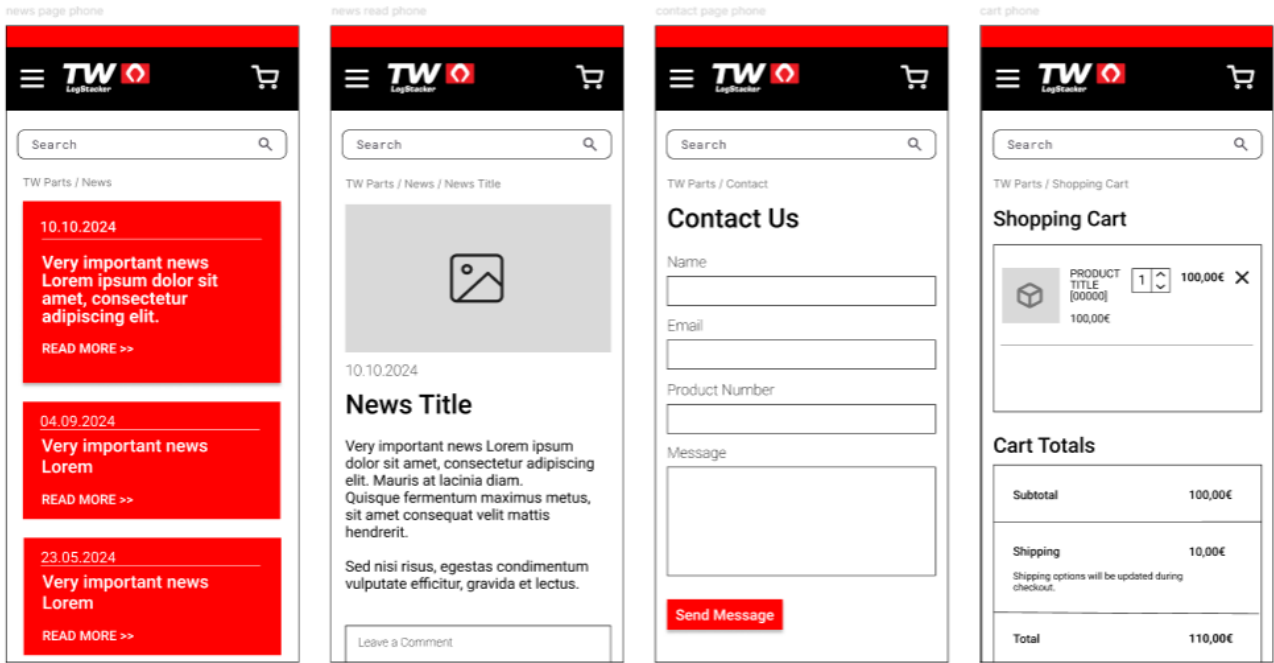 news page phone
TW
LogStacker
Search
TW Parts / News
10.10.2024
Very important news
Lorem ipsum dolor sit
amet, consectetur
adipiscing elit.
READ MORE >>
04.09.2024
Very important news
Lorem
READ MORE >>
23.05.2024
Very important news
Lorem
READ MORE >>
news read phone
TW
LogStacker
Search
TW Parts / News / News Title
10.10.2024
News Title
Very important news Lorem ipsum
dolor sit amet, consectetur adipiscing
elit. Mauris at lacinia diam.
Quisque fermentum maximus metus,
sit amet consequat velit mattis
hendrerit.
Sed nisi risus, egestas condimentum
vulputate efficitur, gravida et lectus.
Leave a Comment
contact page phone
TW
LogStacker
Search
TW Parts / Contact
Contact Us
Name
Email
Product Number
Message
Send Message
cart phone
TW
LogStacker
Search
TW Parts / Shopping Cart
Shopping Cart
PRODUCT
TITLE
[00000]
1
100,00€
100,00€
Cart Totals
Subtotal 100,00€
Shipping 10,00€
Shipping options will be updated during
checkout.
Total 110,00€